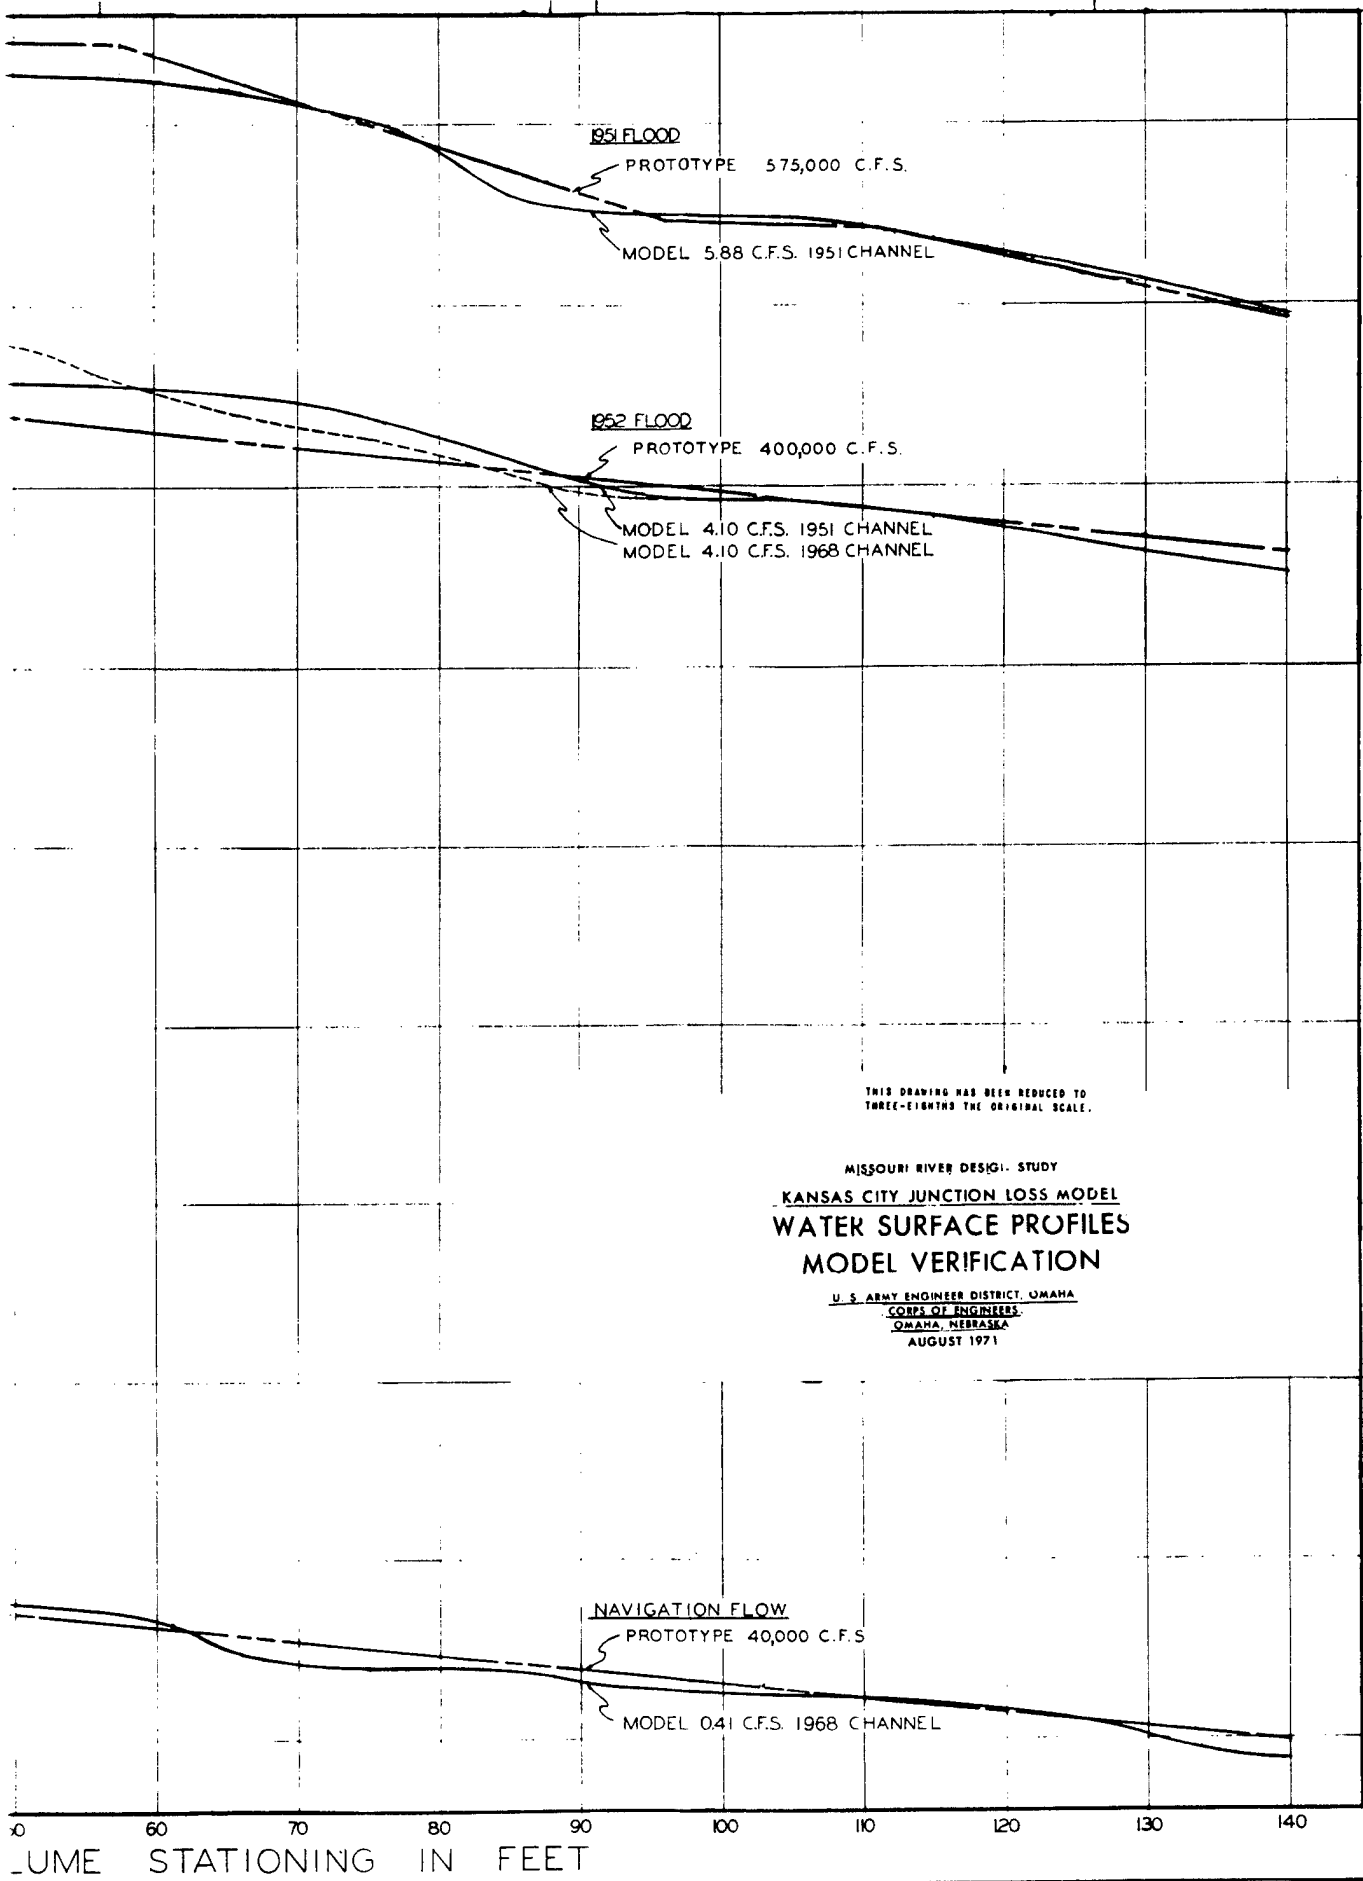 1951 FLOOD
PROTOTYPE 575,000 C.F.S.
MODEL 5.88 C.F.S. 1951 CHANNEL
1952 FLOOD
PROTOTYPE 400,000 C.F.S.
MODEL 4.10 C.F.S. 1951 CHANNEL
MODEL 4.10 C.F.S. 1968 CHANNEL
THIS DRAWING HAS BEEN REDUCED TO
THREE-EIGHTHS THE ORIGINAL SCALE.
MISSOURI RIVER DESIGN STUDY
KANSAS CITY JUNCTION LOSS MODEL
WATER SURFACE PROFILES
MODEL VERIFICATION
U. S. ARMY ENGINEER DISTRICT, OMAHA
CORPS OF ENGINEERS
OMAHA, NEBRASKA
AUGUST 1971
NAVIGATION FLOW
PROTOTYPE 40,000 C.F.S
MODEL 0.41 C.F.S. 1968 CHANNEL
60 70 80 90 100 110 120 130 140
STATIONING IN FEET